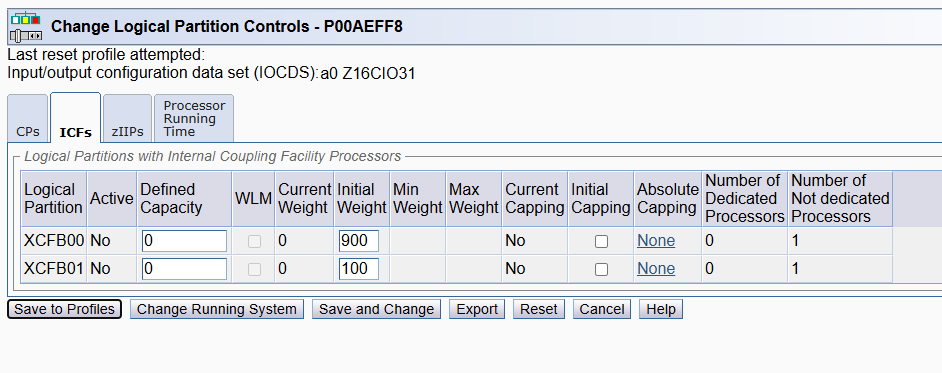 Change Logical Partition Controls - P00AEFF8
Last reset profile attempted:
Input/output configuration data set (IOCDS): a0 Z16CIO31
CPs ICFs zIIPs Processor Running Time
Logical Partitions with Internal Coupling Facility Processors
Logical Partition Active Defined Capacity WLM Current Weight Initial Weight Min Weight Max Weight Current Capping Initial Capping Absolute Capping Number of Dedicated Processors Number of Not dedicated Processors
XCFB00 No 0 0 900 No None 0 1
XCFB01 No 0 0 100 No None 0 1
Save to Profiles Change Running System Save and Change Export Reset Cancel Help